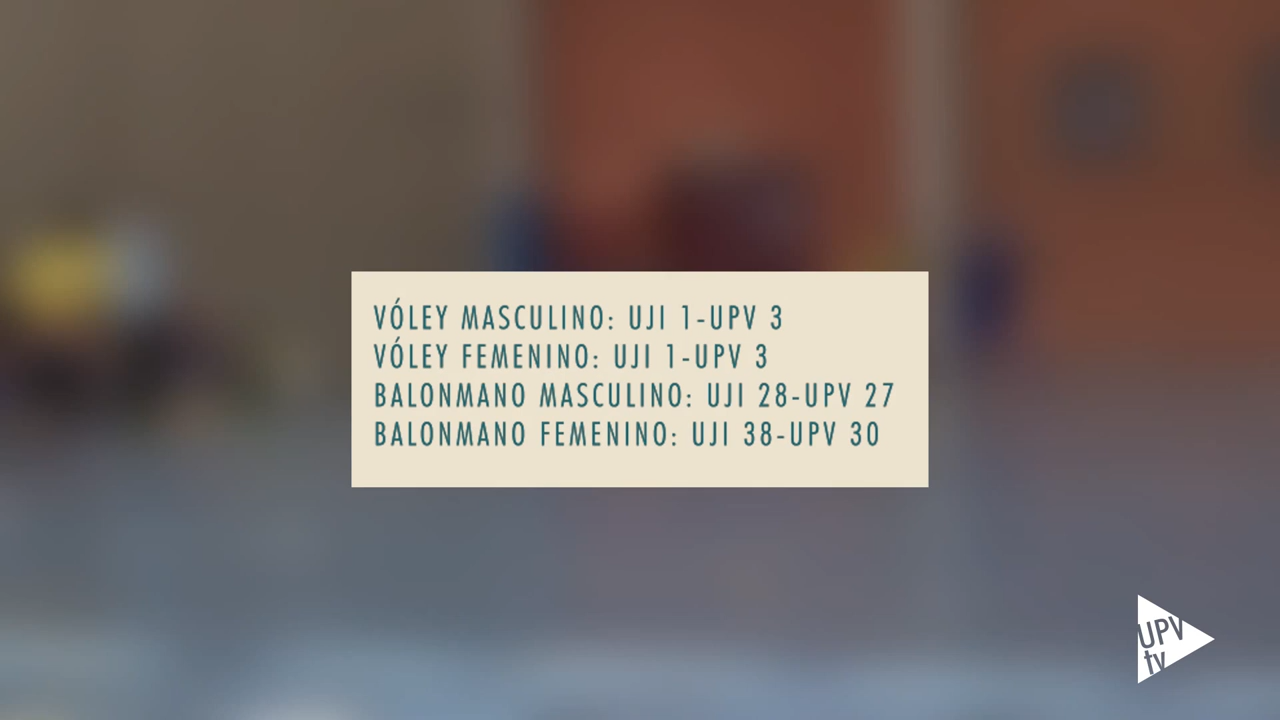 VÓLEY MASCULINO: UJI 1-UPV 3
VÓLEY FEMENINO: UJI 1-UPV 3
BALONMANO MASCULINO: UJI 28-UPV 27
BALONMANO FEMENINO: UJI 38-UPV 30
UPV
tv